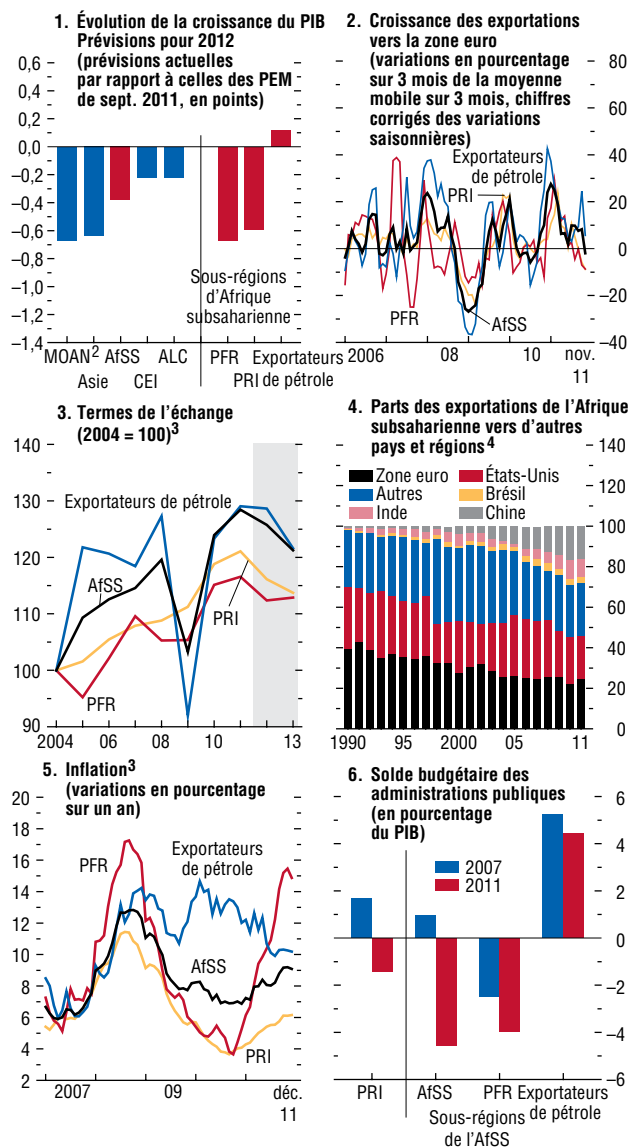 1. Évolution de la croissance du PIB
Prévisions pour 2012
(prévisions actuelles
par rapport à celles des PEM
de sept. 2011, en points)
0,6
0,4
0,2
0,0
–0,2
–0,4
–0,6
–0,8
–1,0
–1,2
–1,4
Sous-régions
d'Afrique
subsaharienne
MOAN2 AfSS ALC PFR Exportateurs
Asie CEI PRI de pétrole
2. Croissance des exportations
vers la zone euro
(variations en pourcentage
sur 3 mois de la moyenne
mobile sur 3 mois, chiffres
corrigés des variations
saisonnières)
80
60
40
20
0
–20
–40
Exportateurs
de pétrole
PRI
PFR
AfSS
2006 08 10 nov.
11
3. Termes de l'échange
(2004 = 100)3
140
130
120
110
100
90
Exportateurs de pétrole
AfSS
PRI
PFR
2004 06 08 10 13
4. Parts des exportations de l'Afrique
subsaharienne vers d'autres
pays et régions4
Zone euro États-Unis
Autres Brésil
Inde Chine
140
120
100
80
60
40
20
0
1990 95 2000 05 11
5. Inflation3
(variations en pourcentage
sur un an)
20
18
16
14
12
10
8
6
4
2
PFR
Exportateurs
de pétrole
AfSS
PRI
2007 09 déc.
11
6. Solde budgétaire des
administrations publiques
(en pourcentage
du PIB)
2007
2011
6
4
2
0
–2
–4
–6
PRI AfSS PFR Exportateurs
de pétrole
Sous-régions
de l'AfSS